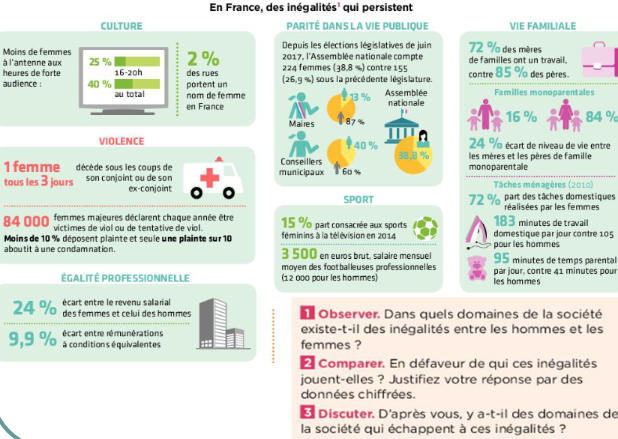 En France, des inégalités¹ qui persistent
CULTURE
Moins de femmes
à l'antenne aux
heures de forte
audience :
25 %
16-20h
40 %
au total
2 %
des rues
portent un
nom de femme
en France
VIOLENCE
1 femme
tous les 3 jours
décède sous les coups de
son conjoint ou de son
ex-conjoint
84 000 femmes majeures déclarent chaque année être
victimes de viol ou de tentative de viol.
Moins de 10 % déposent plainte et seule une plainte sur 10
aboutit à une condamnation.
ÉGALITÉ PROFESSIONNELLE
24 % écart entre le revenu salarial
des femmes et celui des hommes
9,9 % écart entre rémunérations
à conditions équivalentes
PARITÉ DANS LA VIE PUBLIQUE
Depuis les élections législatives de juin
2017, l'Assemblée nationale compte
224 femmes (38,8 %) contre 155
(26,9 %) sous la précédente législature.
13 %
87 %
Maires
40 %
60 %
Conseillers
municipaux
Assemblée
nationale
38,8 %
SPORT
15 % part consacrée aux sports
féminins à la télévision en 2014
3 500 en euros brut, salaire mensuel
moyen des footballeuses professionnelles
(12 000 pour les hommes)
VIE FAMILIALE
72 % des mères
de familles ont un travail,
contre 85 % des pères.
Familles monoparentales
16 %
84 %
24 % écart de niveau de vie entre
les mères et les pères de famille
monoparentale
Tâches ménagères (2010)
72 % part des tâches domestiques
réalisées par les femmes
183 minutes de travail
domestique par jour contre 105
pour les hommes
95 minutes de temps parental
par jour, contre 41 minutes pour
les hommes
1 Observer. Dans quels domaines de la société
existe-t-il des inégalités entre les hommes et les
femmes ?
2 Comparer. En défaveur de qui ces inégalités
jouent-elles ? Justifiez votre réponse par des
données chiffrées.
3 Discuter. D'après vous, y a-t-il des domaines de
la société qui échappent à ces inégalités ?